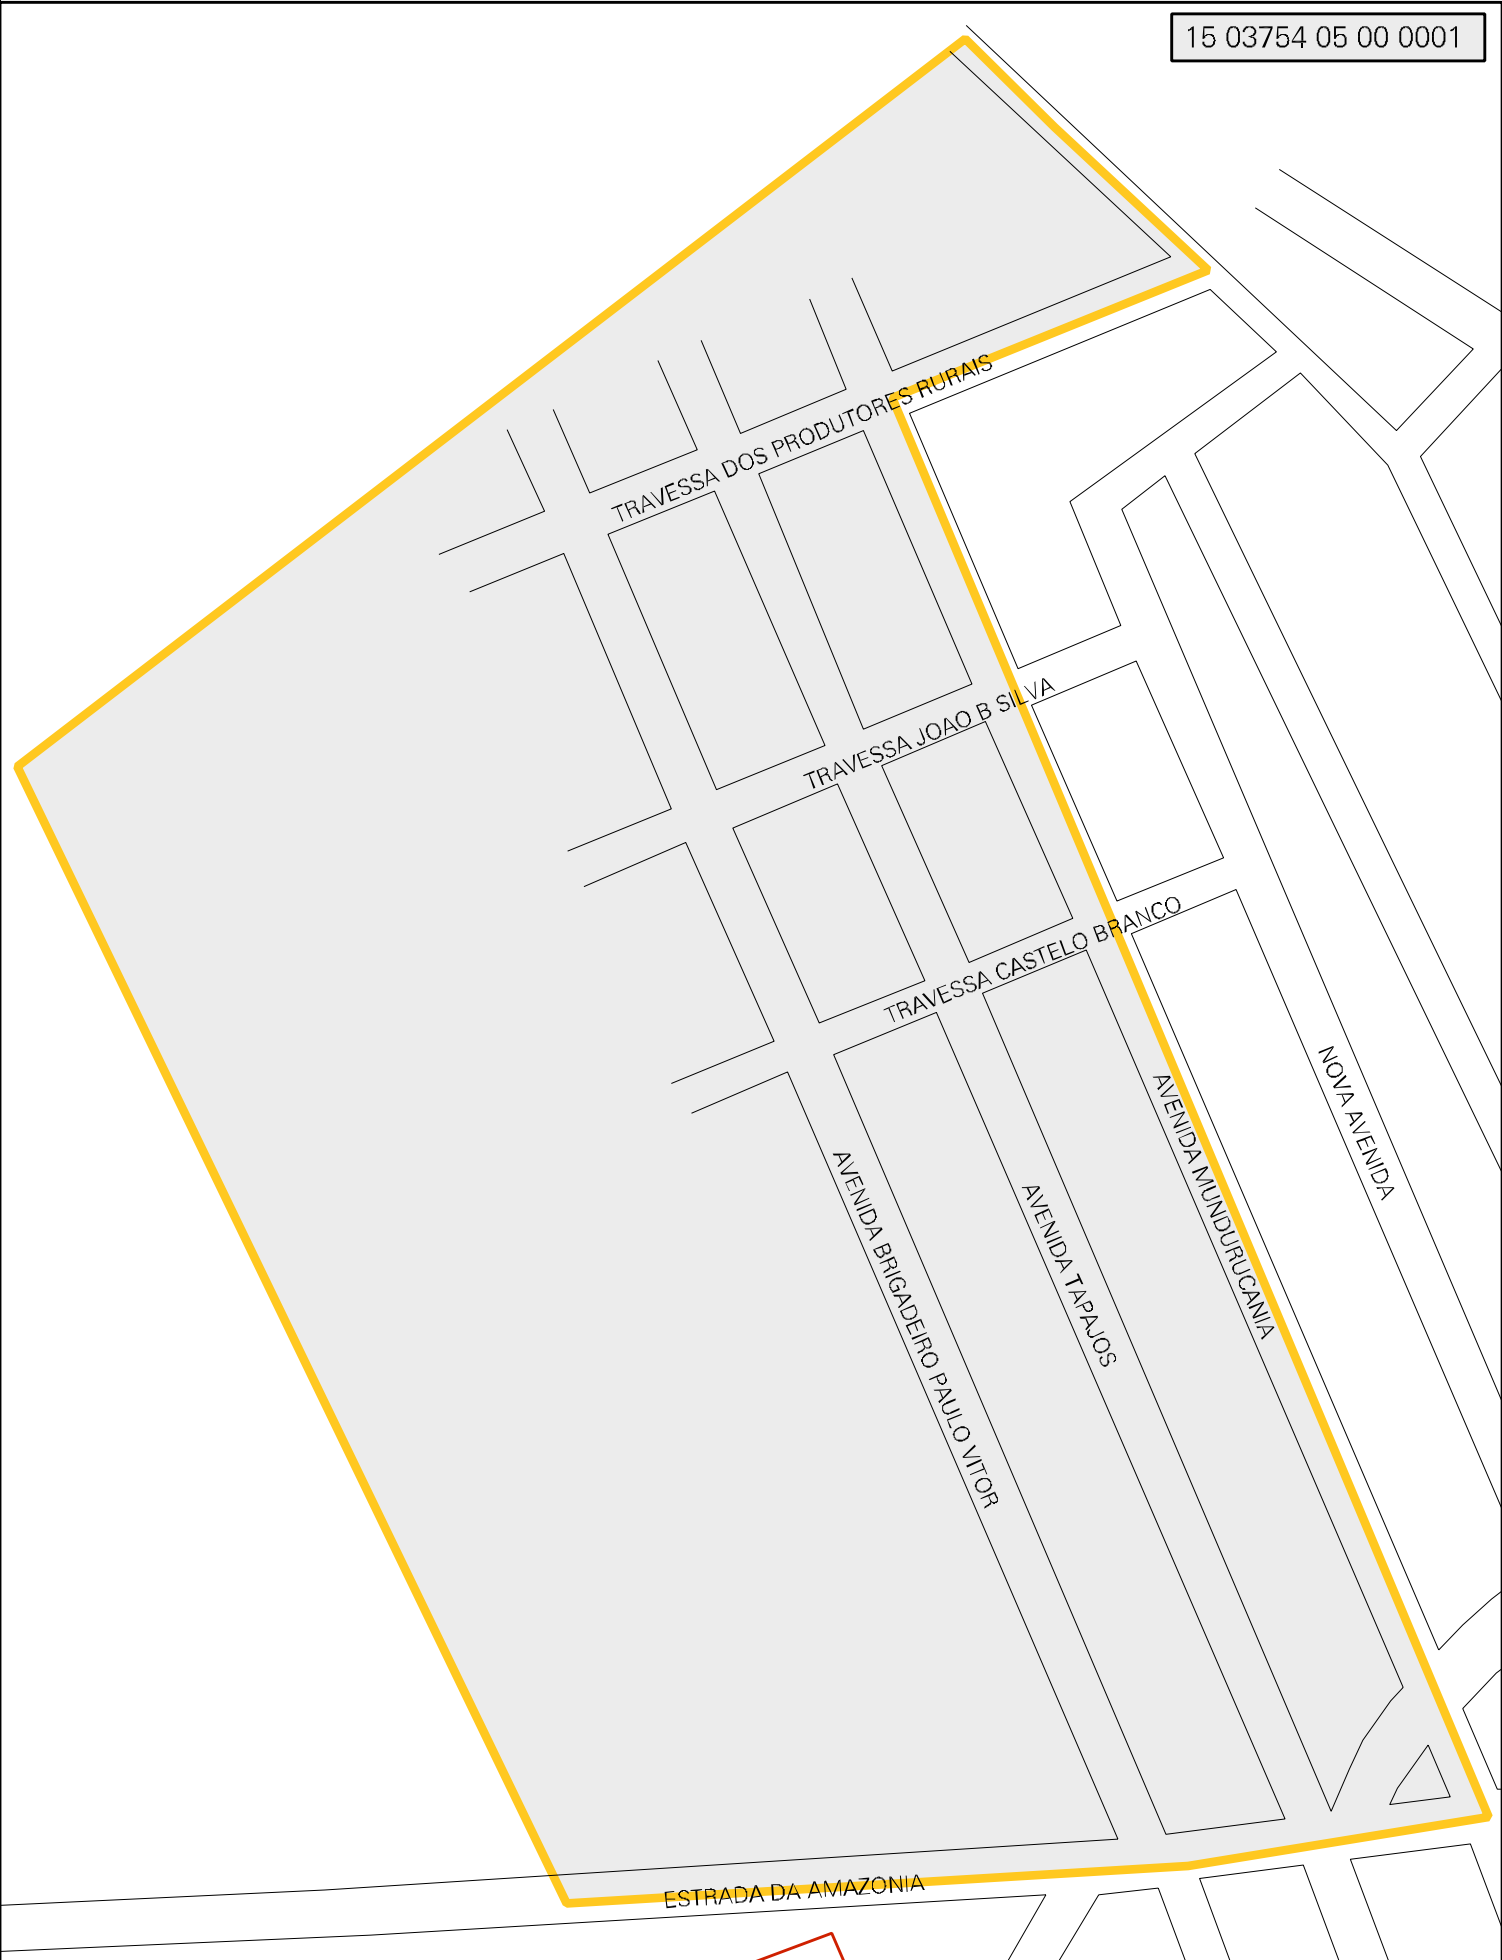 15 03754 05 00 0001
TRAVESSA DOS PRODUTORES RURAIS
TRAVESSA JOAO B SILVA
TRAVESSA CASTELO BRANCO
NOVA AVENIDA
AVENIDA MUNDURUCANIA
AVENIDA TAPAJOS
AVENIDA BRIGADEIRO PAULO VITOR
ESTRADA DA AMAZONIA